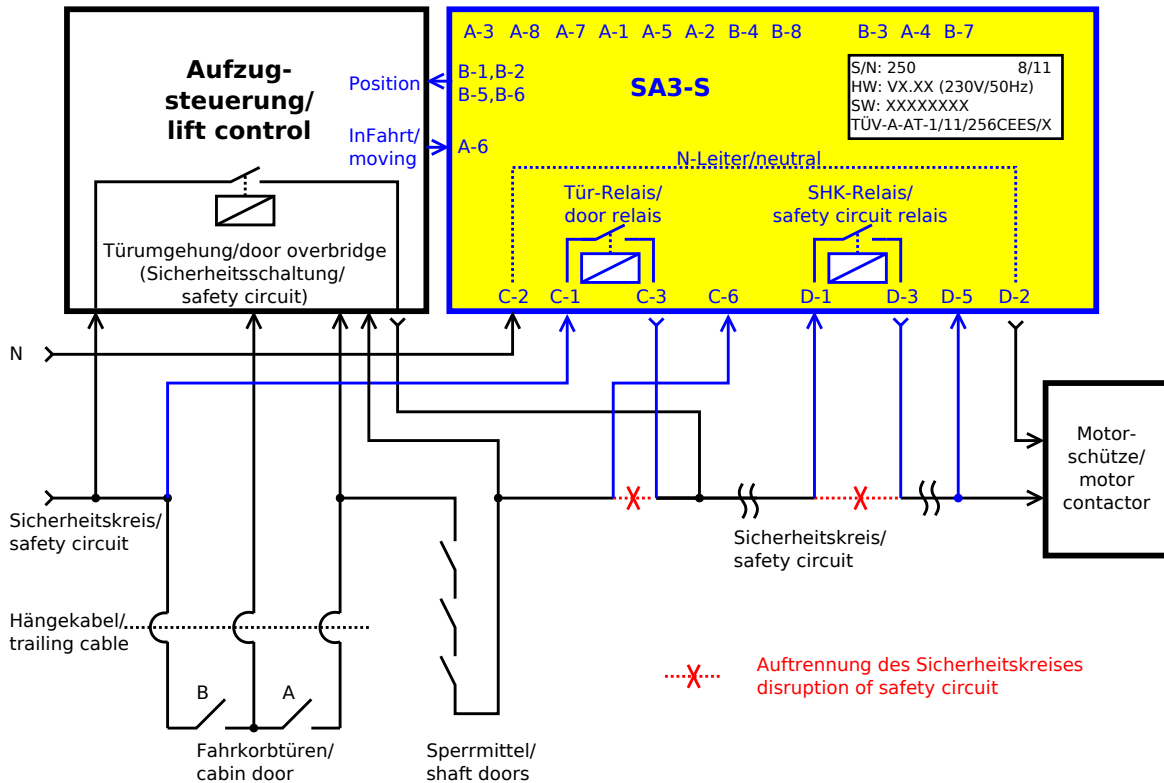 Aufzug-
steuerung/
lift control
Position
InFahrt/
moving
Türumgehung/door overbridge
(Sicherheitsschaltung/
safety circuit)
A-3 A-8 A-7 A-1 A-5 A-2 B-4 B-8 B-3 A-4 B-7
B-1,B-2
B-5,B-6
SA3-S
A-6
S/N: 250 8/11
HW: VX.XX (230V/50Hz)
SW: XXXXXXXX
TÜV-A-AT-1/11/256CEES/X
N-Leiter/neutral
Tür-Relais/
door relais
SHK-Relais/
safety circuit relais
C-2 C-1 C-3 C-6 D-1 D-3 D-5 D-2
N
Motor-
schütze/
motor
contactor
Sicherheitskreis/
safety circuit
Sicherheitskreis/
safety circuit
Hängekabel/
trailing cable
B A
Fahrkorbtüren/
cabin door
Sperrmittel/
shaft doors
Auftrennung des Sicherheitskreises
disruption of safety circuit